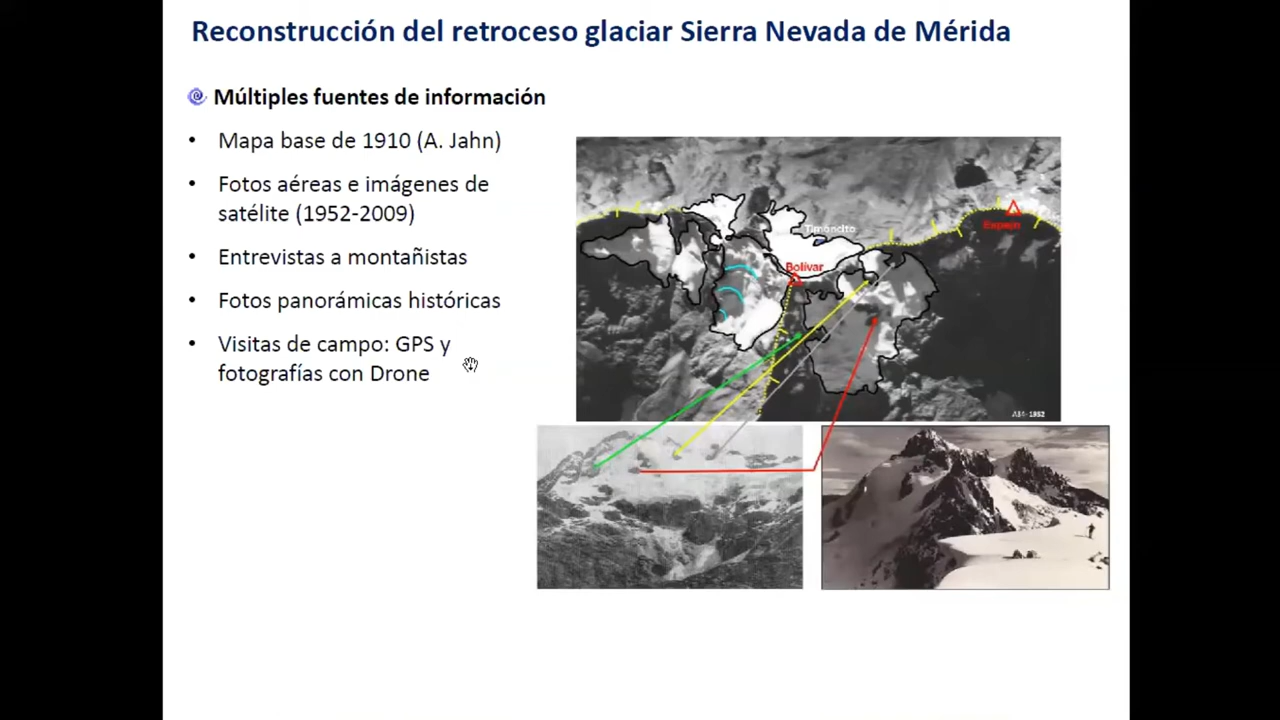 Reconstrucción del retroceso glaciar Sierra Nevada de Mérida
Múltiples fuentes de información
• Mapa base de 1910 (A. Jahn)
• Fotos aéreas e imágenes de
satélite (1952-2009)
• Entrevistas a montañistas
• Fotos panorámicas históricas
• Visitas de campo: GPS y
fotografías con Drone
Timoncito
Espejo
Bolívar